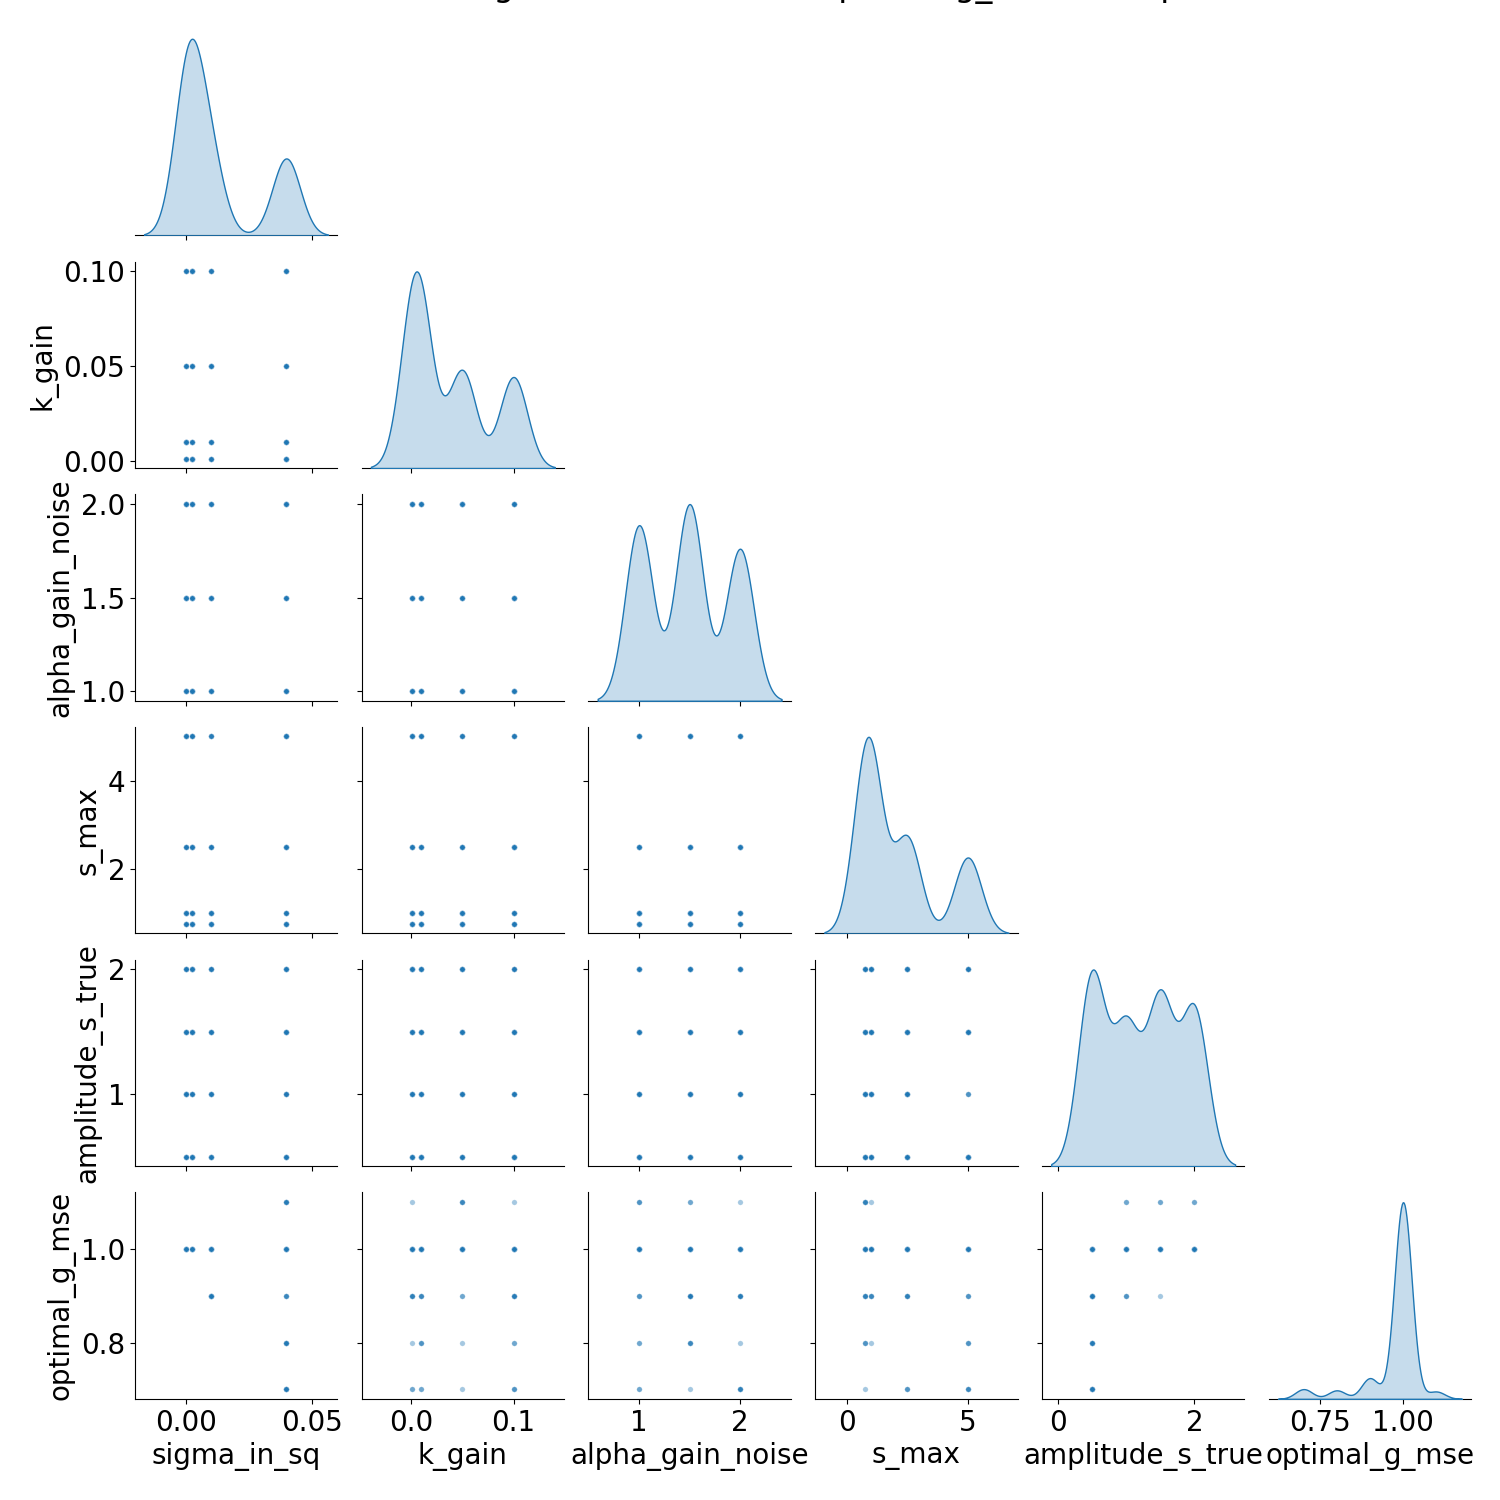 0.10
0.05
0.00
k_gain
2.0
1.5
1.0
alpha_gain_noise
4
2
s_max
2
1
amplitude_s_true
1.0
0.8
optimal_g_mse
0.00 0.05 0.0 0.1 1 2 0 5 0 2 0.75 1.00
sigma_in_sq k_gain alpha_gain_noise s_max amplitude_s_true optimal_g_mse